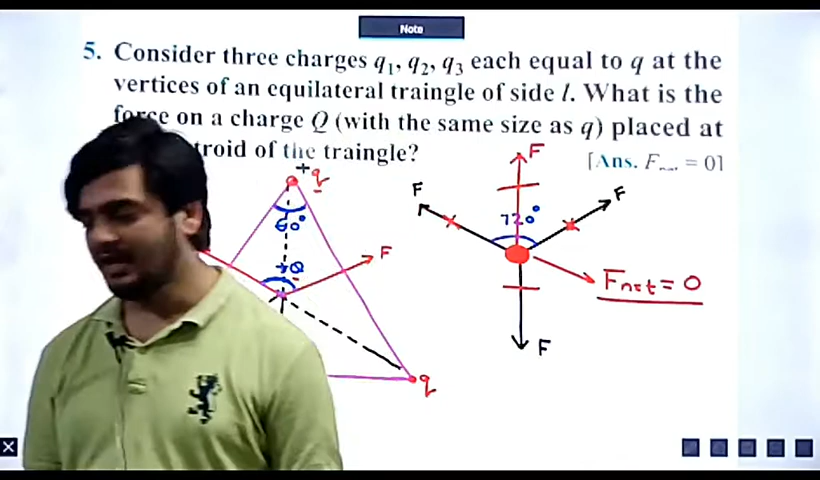 Note
5. Consider three charges q1, q2, q3 each equal to q at the
vertices of an equilateral traingle of side l. What is the
force on a charge Q (with the same size as q) placed at
troid of the traingle?
[Ans. = 0]
+q
60°
+Q
F
q
F
F
F
120°
Fnet = 0
F